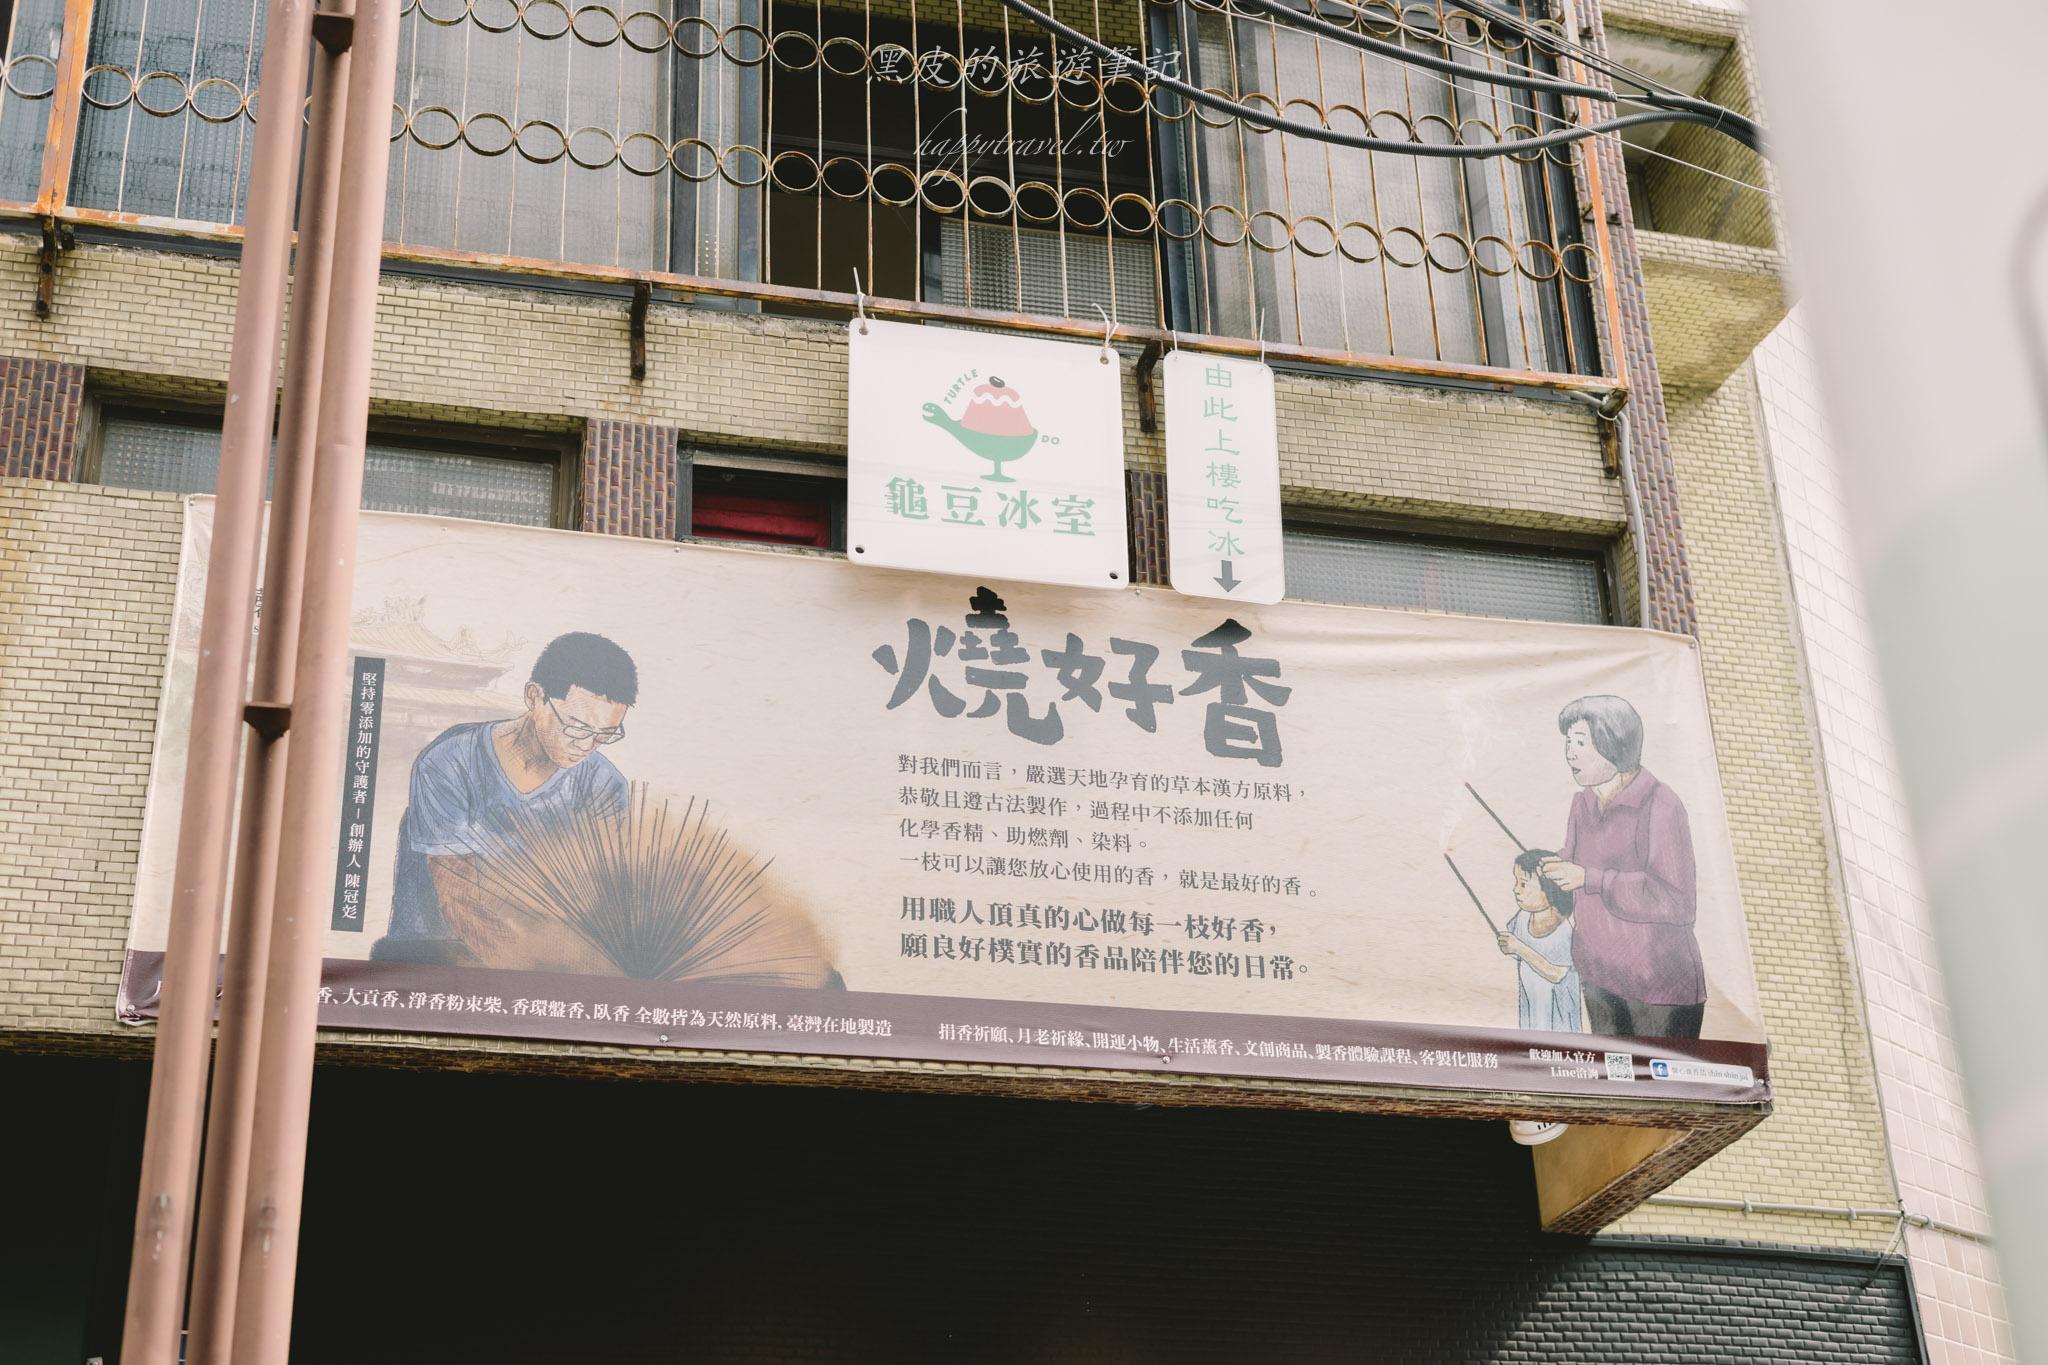 黑皮的旅遊筆記
happytravel.tw
TURTLE
DO
龜豆冰室
由此上樓吃冰
燒好香
對我們而言，嚴選天地孕育的草本漢方原料，
恭敬且遵古法製作，過程中不添加任何
化學香精、助燃劑、染料。
一枝可以讓您放心使用的香，就是最好的香。
用職人頂真的心做每一枝好香，
願良好樸實的香品陪伴您的日常。
堅持零添加的守護者－創辦人 陳冠彣
香、大貢香、淨香粉束柴、香環盤香、臥香 全數皆為天然原料, 臺灣在地製造
捐香祈願、月老祈緣、開運小物、生活薰香、文創商品、製香體驗課程、客製化服務
歡迎加入官方
Line洽詢